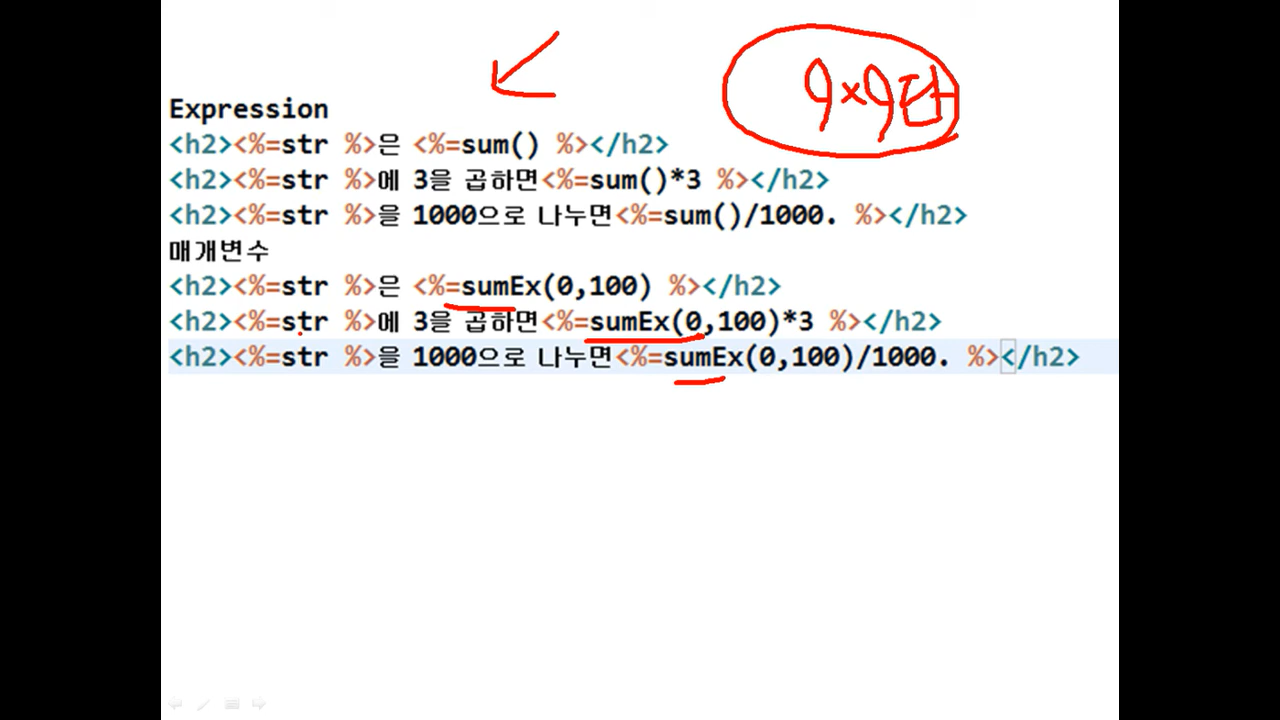 9×9단
Expression
<h2><%=str %>은 <%=sum() %></h2>
<h2><%=str %>에 3을 곱하면<%=sum()*3 %></h2>
<h2><%=str %>을 1000으로 나누면<%=sum()/1000. %></h2>
매개변수
<h2><%=str %>은 <%=sumEx(0,100) %></h2>
<h2><%=str %>에 3을 곱하면<%=sumEx(0,100)*3 %></h2>
<h2><%=str %>을 1000으로 나누면<%=sumEx(0,100)/1000. %></h2>